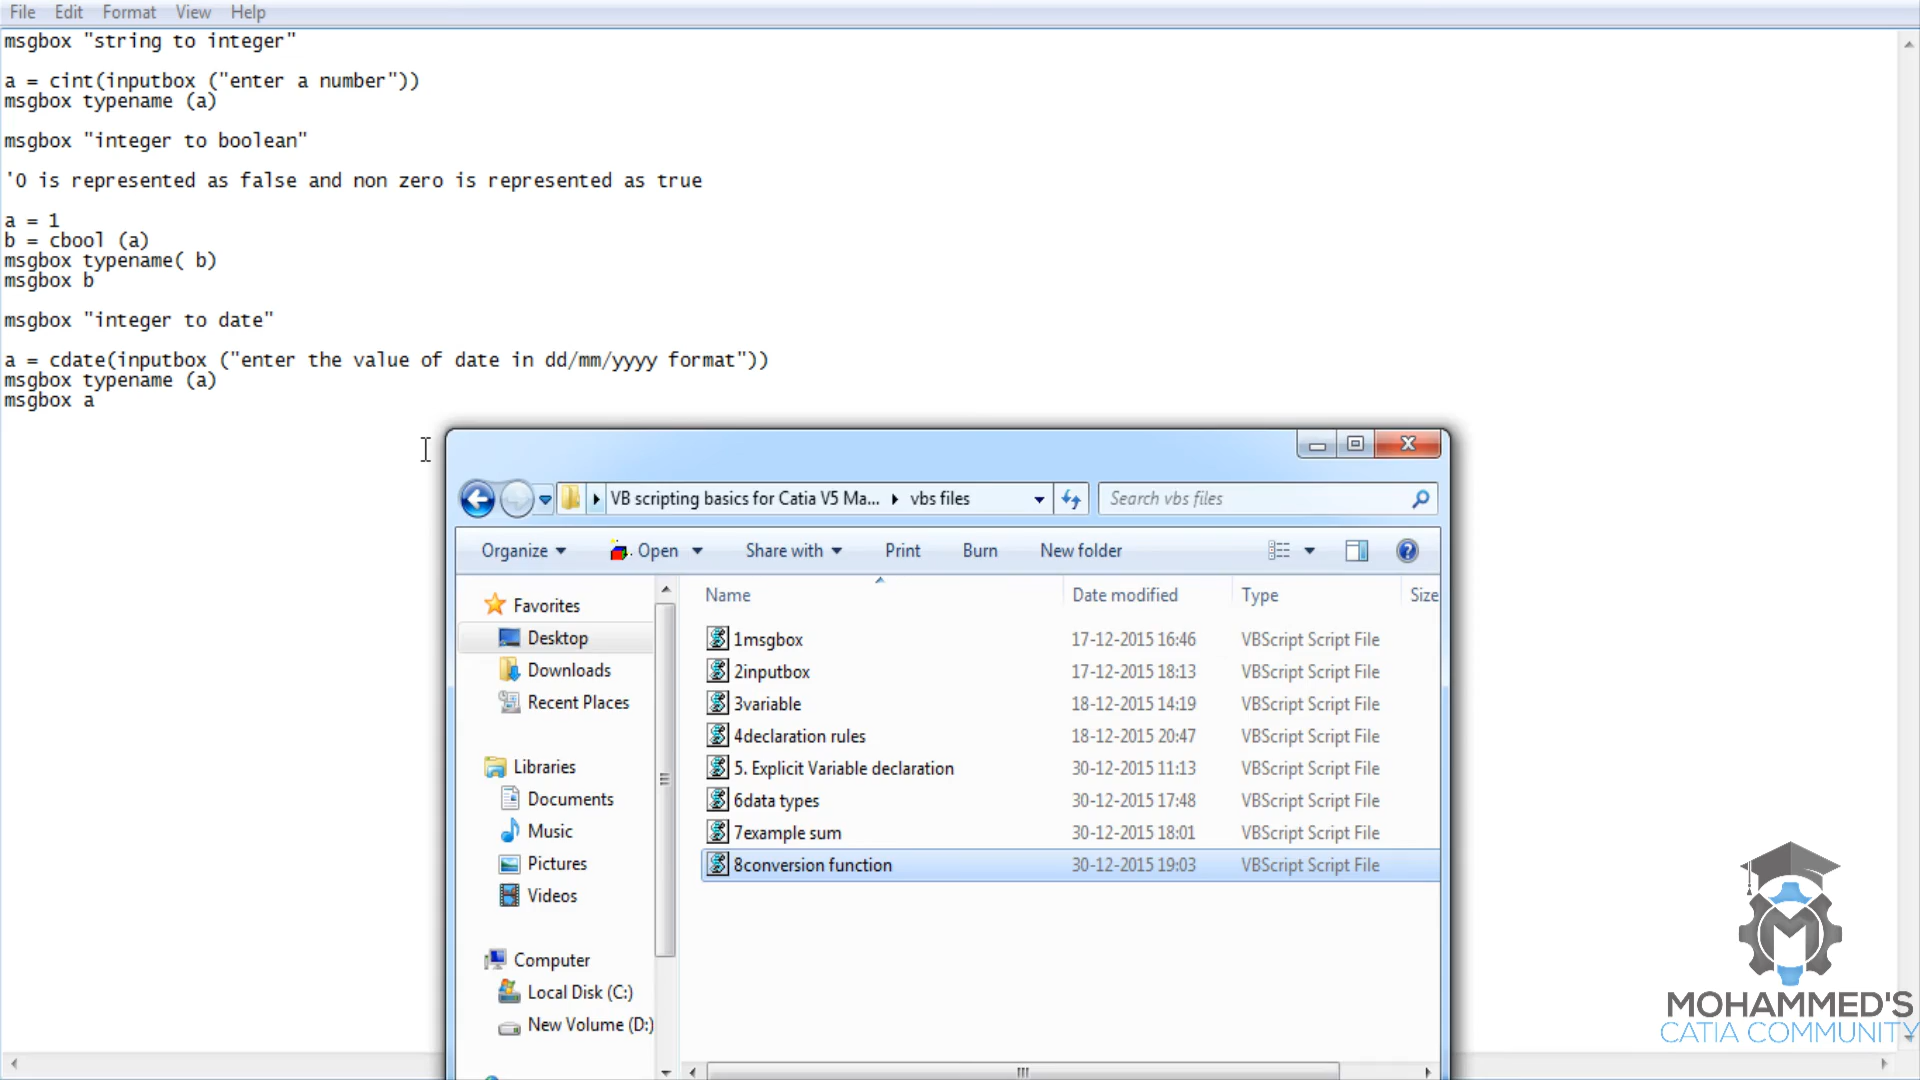 File Edit Format View Help
msgbox "string to integer"
a = cint(inputbox ("enter a number"))
msgbox typename (a)
msgbox "integer to boolean"
'0 is represented as false and non zero is represented as true
a = 1
b = cbool (a)
msgbox typename( b)
msgbox b
msgbox "integer to date"
a = cdate(inputbox ("enter the value of date in dd/mm/yyyy format"))
msgbox typename (a)
msgbox a
VB scripting basics for Catia V5 Ma... vbs files Search vbs files
Organize Open Share with Print Burn New folder
Favorites
Desktop
Downloads
Recent Places
Libraries
Documents
Music
Pictures
Videos
Computer
Local Disk (C:)
New Volume (D:)
Name Date modified Type Size
1msgbox 17-12-2015 16:46 VBScript Script File
2inputbox 17-12-2015 18:13 VBScript Script File
3variable 18-12-2015 14:19 VBScript Script File
4declaration rules 18-12-2015 20:47 VBScript Script File
5. Explicit Variable declaration 30-12-2015 11:13 VBScript Script File
6data types 30-12-2015 17:48 VBScript Script File
7example sum 30-12-2015 18:01 VBScript Script File
8conversion function 30-12-2015 19:03 VBScript Script File
MOHAMMED'S
CATIA COMMUNITY